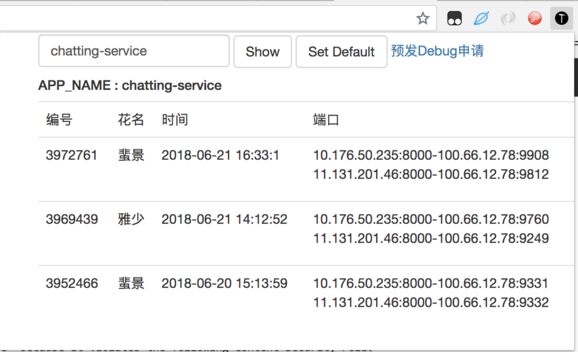 T
chatting-service Show Set Default 预发Debug申请
APP_NAME : chatting-service
编号 花名 时间 端口
3972761 蜚景 2018-06-21 16:33:1 10.176.50.235:8000-100.66.12.78:9908
11.131.201.46:8000-100.66.12.78:9812
3969439 雅少 2018-06-21 14:12:52 10.176.50.235:8000-100.66.12.78:9760
11.131.201.46:8000-100.66.12.78:9249
3952466 蜚景 2018-06-20 15:13:59 10.176.50.235:8000-100.66.12.78:9331
11.131.201.46:8000-100.66.12.78:9332